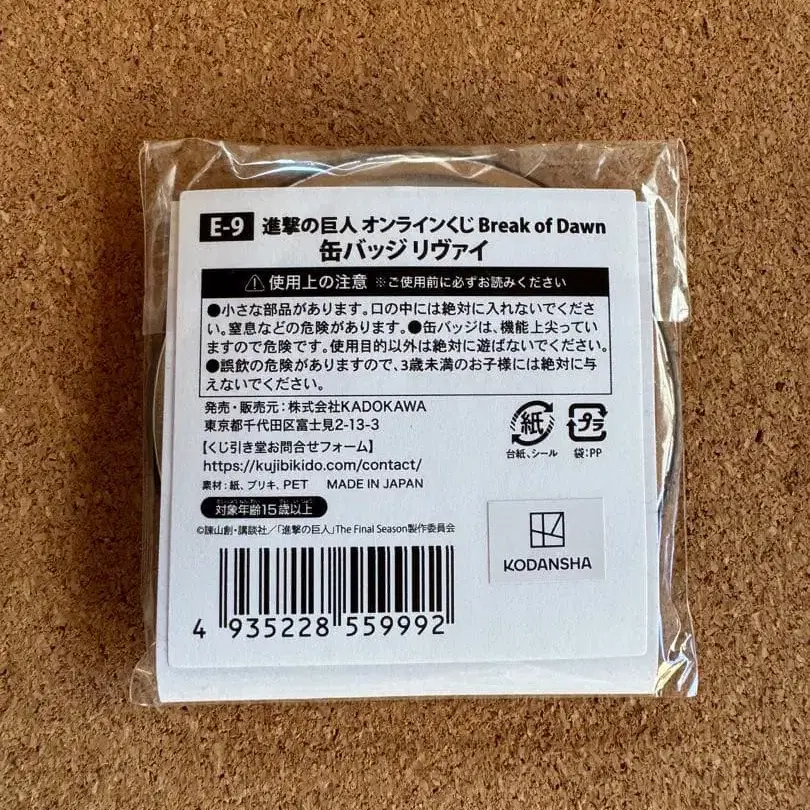 E-9 進撃の巨人 オンラインくじ Break of Dawn
缶バッジ リヴァイ
⚠使用上の注意 ※ご使用前に必ずお読みください
●小さな部品があります。口の中には絶対に入れないでくださ
い。窒息などの危険があります。●缶バッジは、機能上尖ってい
ますので危険です。使用目的以外は絶対に遊ばないでください。
●誤飲の危険がありますので、3歳未満のお子様には絶対に与
えないでください。
発売・販売元：株式会社KADOKAWA
東京都千代田区富士見2-13-3
【くじ引き堂お問合せフォーム】
https://kujibikido.com/contact/
素材：紙、ブリキ、PET MADE IN JAPAN
紙
台紙、シール
プラ
袋：PP
対象年齢15歳以上
©諫山創・講談社／「進撃の巨人」The Final Season製作委員会
KODANSHA
4 935228 559992